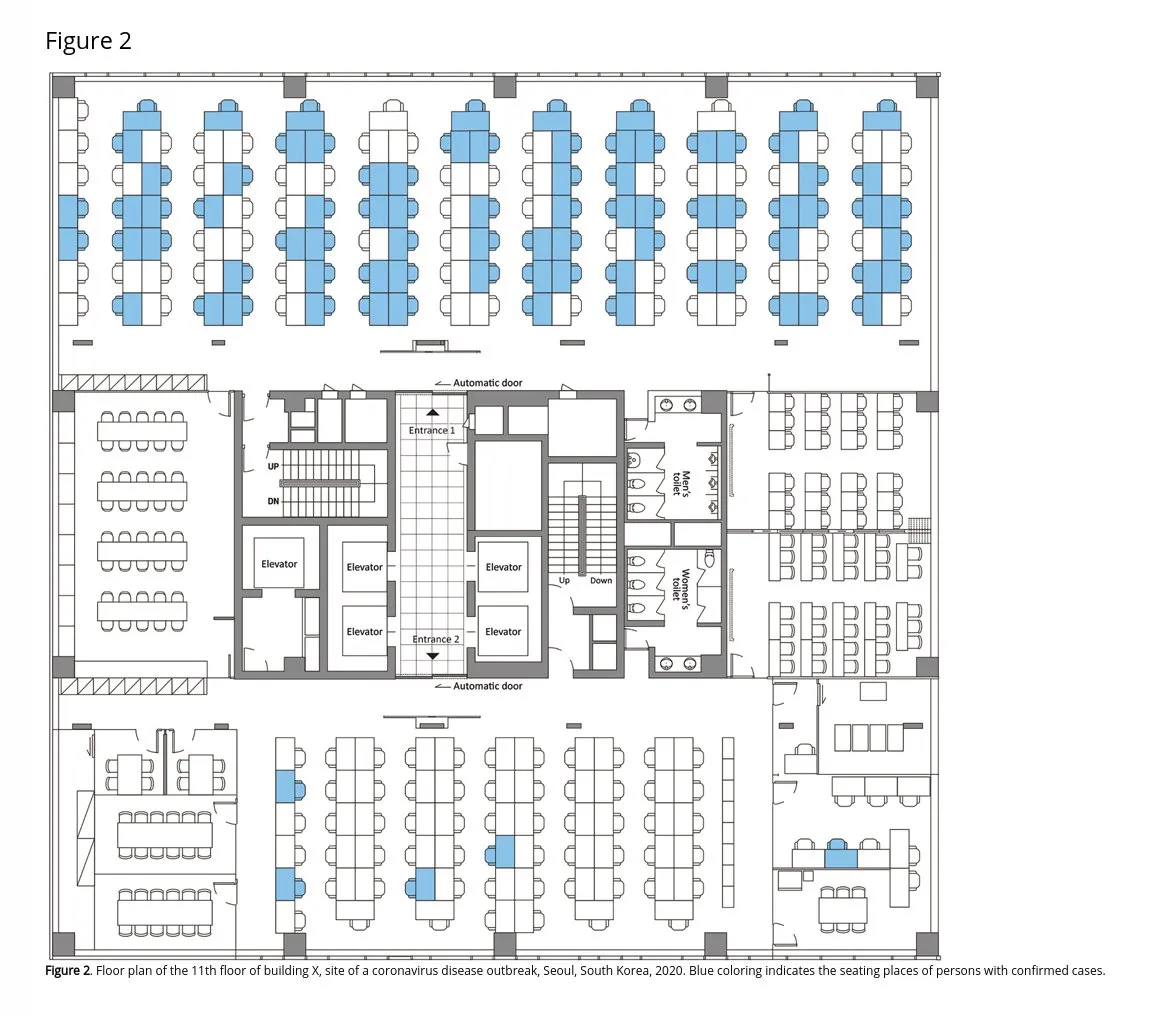 Figure 2
Automatic door
Entrance 1
UP
DN
Men's
toilet
Elevator
Elevator
Elevator
Up
Down
Women's
toilet
Elevator
Elevator
Entrance 2
Automatic door
Figure 2. Floor plan of the 11th floor of building X, site of a coronavirus disease outbreak, Seoul, South Korea, 2020. Blue coloring indicates the seating places of persons with confirmed cases.